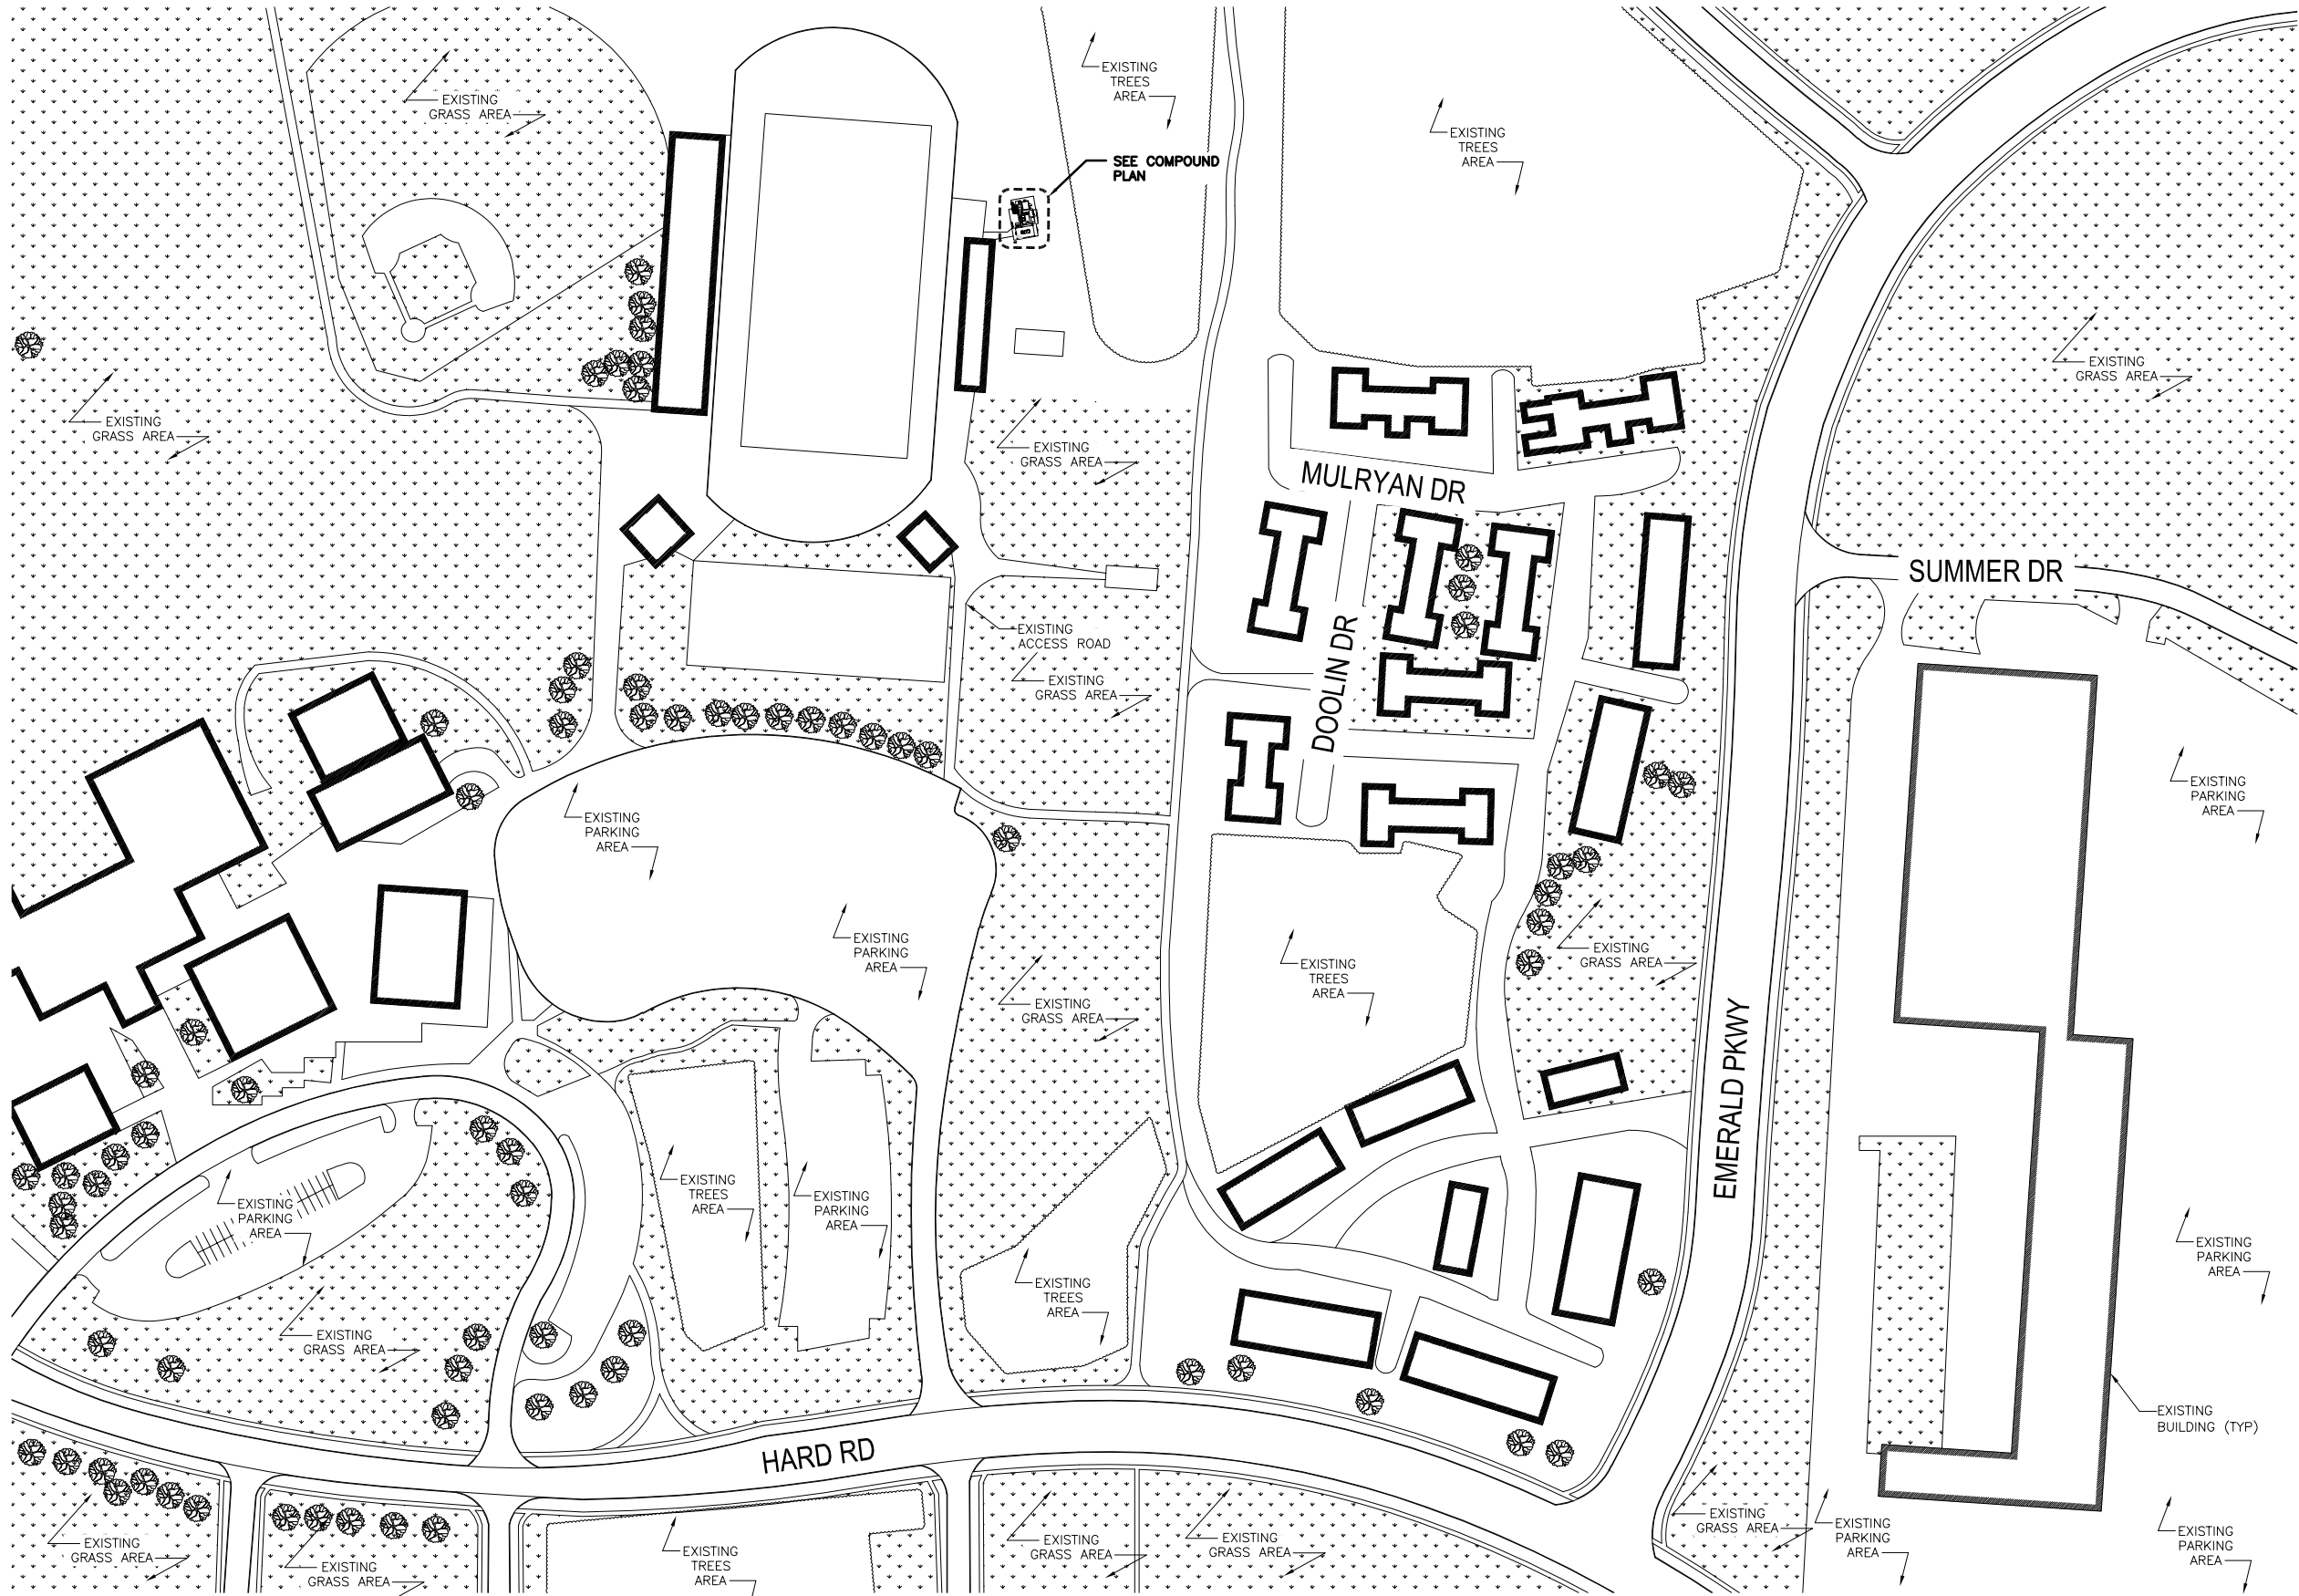 EXISTING
TREES
AREA
EXISTING
GRASS AREA
EXISTING
TREES
AREA
SEE COMPOUND
PLAN
EXISTING
GRASS AREA
EXISTING
GRASS AREA
EXISTING
GRASS AREA
MULRYAN DR
SUMMER DR
EXISTING
ACCESS ROAD
EXISTING
GRASS AREA
DOOLIN DR
EXISTING
PARKING
AREA
EXISTING
PARKING
AREA
EXISTING
PARKING
AREA
EXISTING
GRASS AREA
EXISTING
TREES
AREA
EXISTING
GRASS AREA
EMERALD PKWY
EXISTING
TREES
AREA
EXISTING
PARKING
AREA
EXISTING
PARKING
AREA
EXISTING
PARKING
AREA
EXISTING
TREES
AREA
EXISTING
GRASS AREA
EXISTING
BUILDING (TYP)
HARD RD
EXISTING
GRASS AREA
EXISTING
PARKING
AREA
EXISTING
PARKING
AREA
EXISTING
GRASS AREA
EXISTING
GRASS AREA
EXISTING
GRASS AREA
EXISTING
TREES
AREA
EXISTING
GRASS AREA